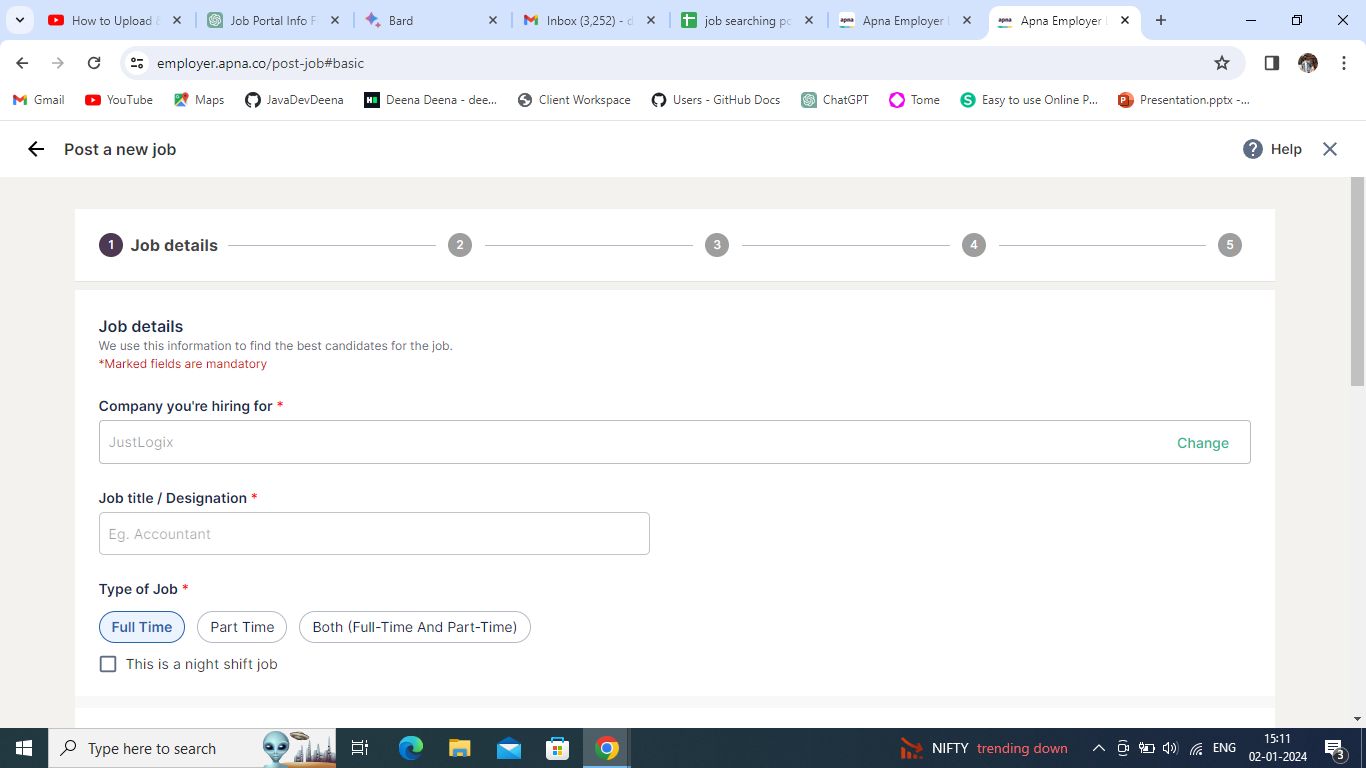 How to Upload &
Job Portal Info F
Bard
Inbox (3,252) - d
job searching po
Apna Employer
Apna Employer
employer.apna.co/post-job#basic
Gmail
YouTube
Maps
JavaDevDeena
Deena Deena - dee...
Client Workspace
Users - GitHub Docs
ChatGPT
Tome
Easy to use Online P...
Presentation.pptx -...
Post a new job
? Help
1 Job details 2 3 4 5
Job details
We use this information to find the best candidates for the job.
*Marked fields are mandatory
Company you're hiring for *
JustLogix
Change
Job title / Designation *
Eg. Accountant
Type of Job *
Full Time
Part Time
Both (Full-Time And Part-Time)
This is a night shift job
Type here to search
NIFTY trending down
ENG
15:11
02-01-2024
3